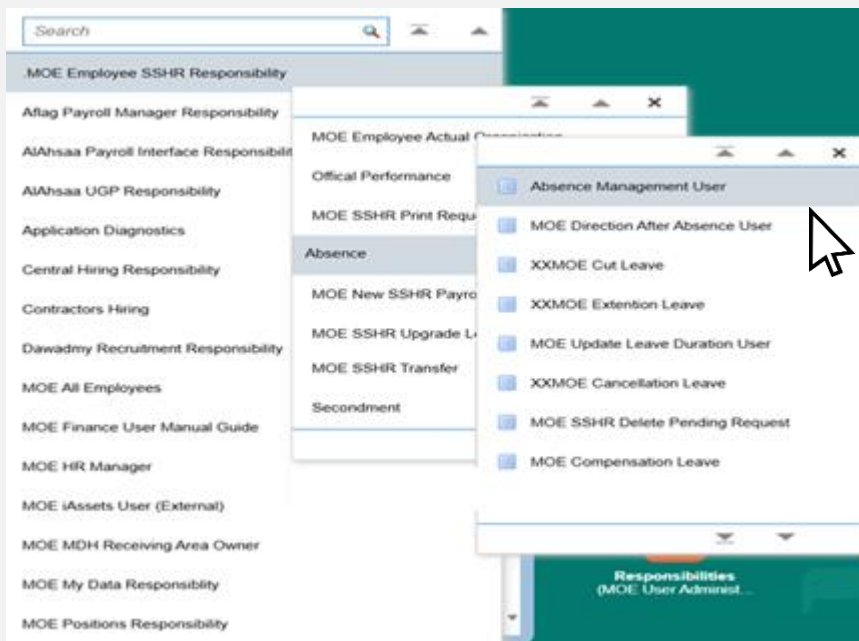 Search
.MOE Employee SSHR Responsibility
Aflag Payroll Manager Responsibility
AlAhsaa Payroll Interface Responsibilit
AlAhsaa UGP Responsibility
Application Diagnostics
Central Hiring Responsibility
Contractors Hiring
Dawadmy Recruitment Responsibility
MOE All Employees
MOE Finance User Manual Guide
MOE HR Manager
MOE iAssets User (External)
MOE MDH Receiving Area Owner
MOE My Data Responsiblity
MOE Positions Responsibility
MOE Employee Actual Organisation
Offical Performance
MOE SSHR Print Requ
Absence
MOE New SSHR Payro
MOE SSHR Upgrade L
MOE SSHR Transfer
Secondment
Absence Management User
MOE Direction After Absence User
XXMOE Cut Leave
XXMOE Extention Leave
MOE Update Leave Duration User
XXMOE Cancellation Leave
MOE SSHR Delete Pending Request
MOE Compensation Leave
Responsibilities
(MOE User Administ...